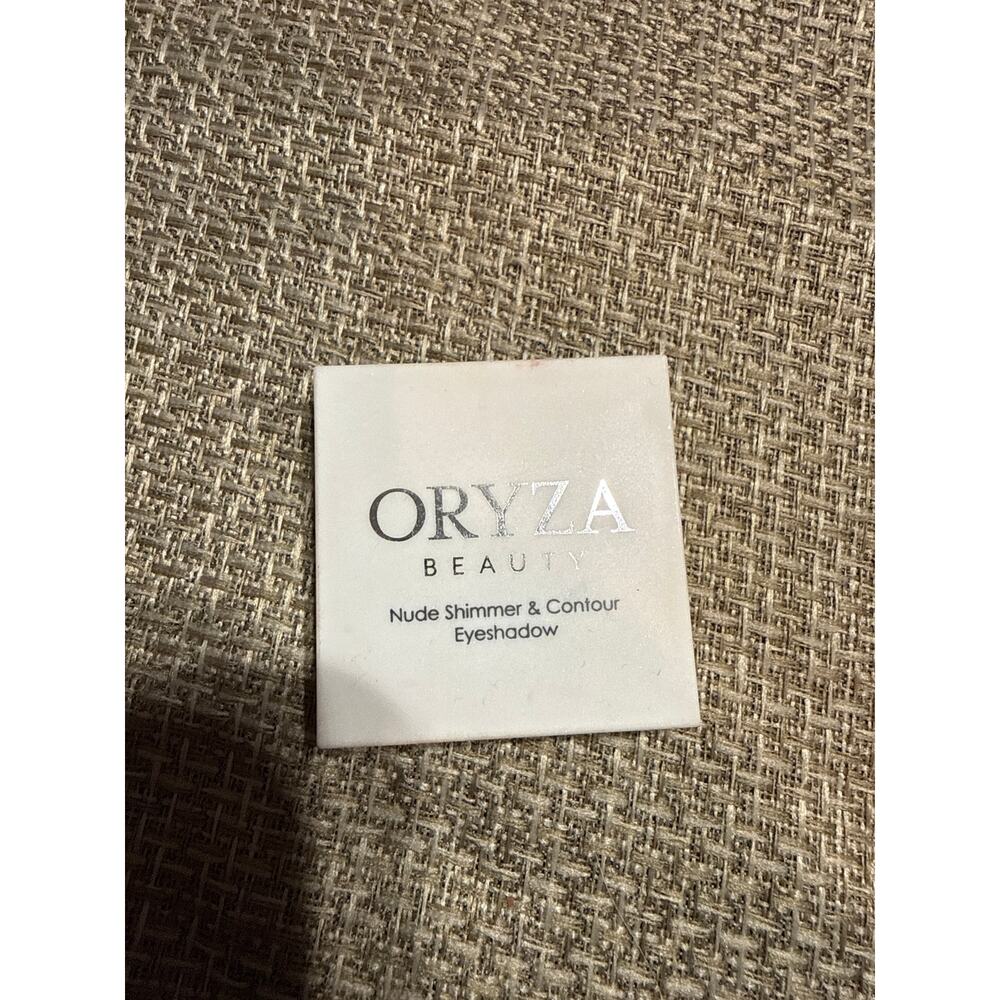 ORYZA
BEAUTY
Nude Shimmer & Contour
Eyeshadow